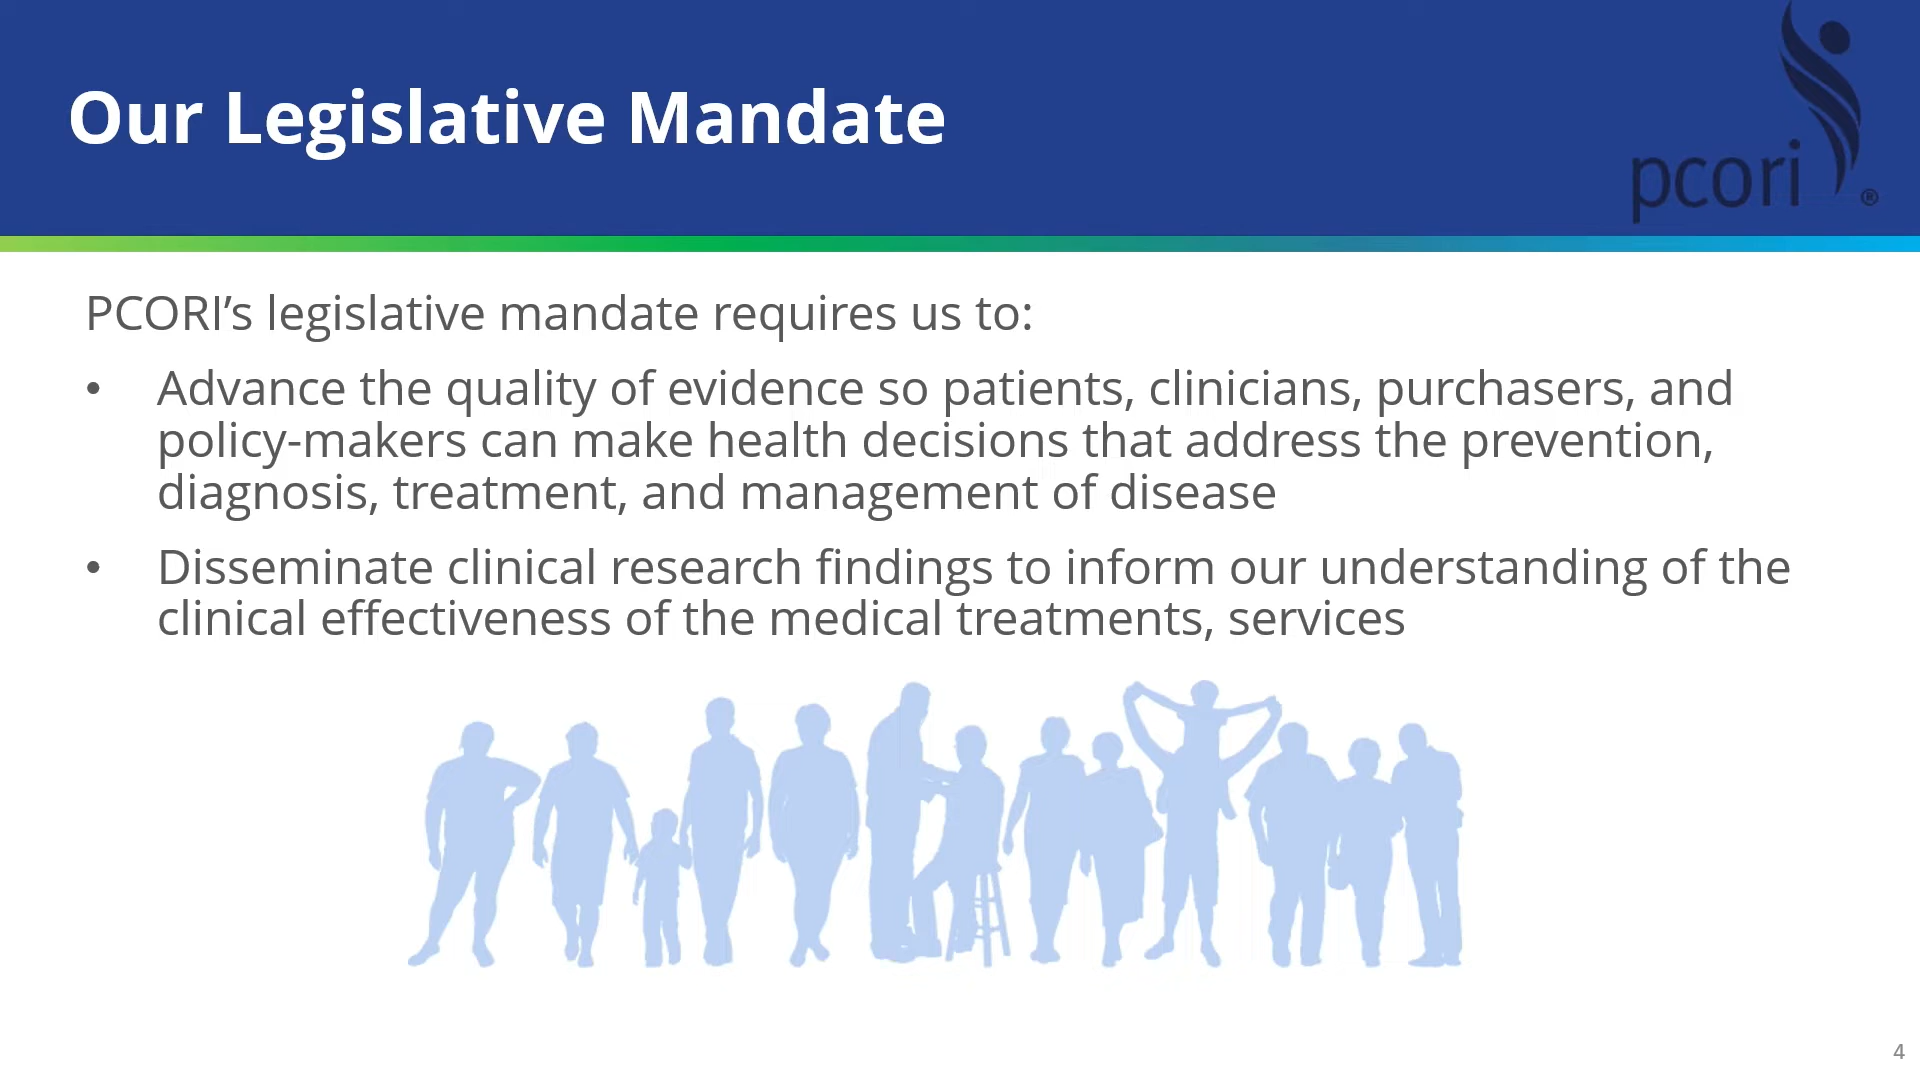 Our Legislative Mandate
pcori ®
PCORI’s legislative mandate requires us to:
• Advance the quality of evidence so patients, clinicians, purchasers, and
policy-makers can make health decisions that address the prevention,
diagnosis, treatment, and management of disease
• Disseminate clinical research findings to inform our understanding of the
clinical effectiveness of the medical treatments, services
4